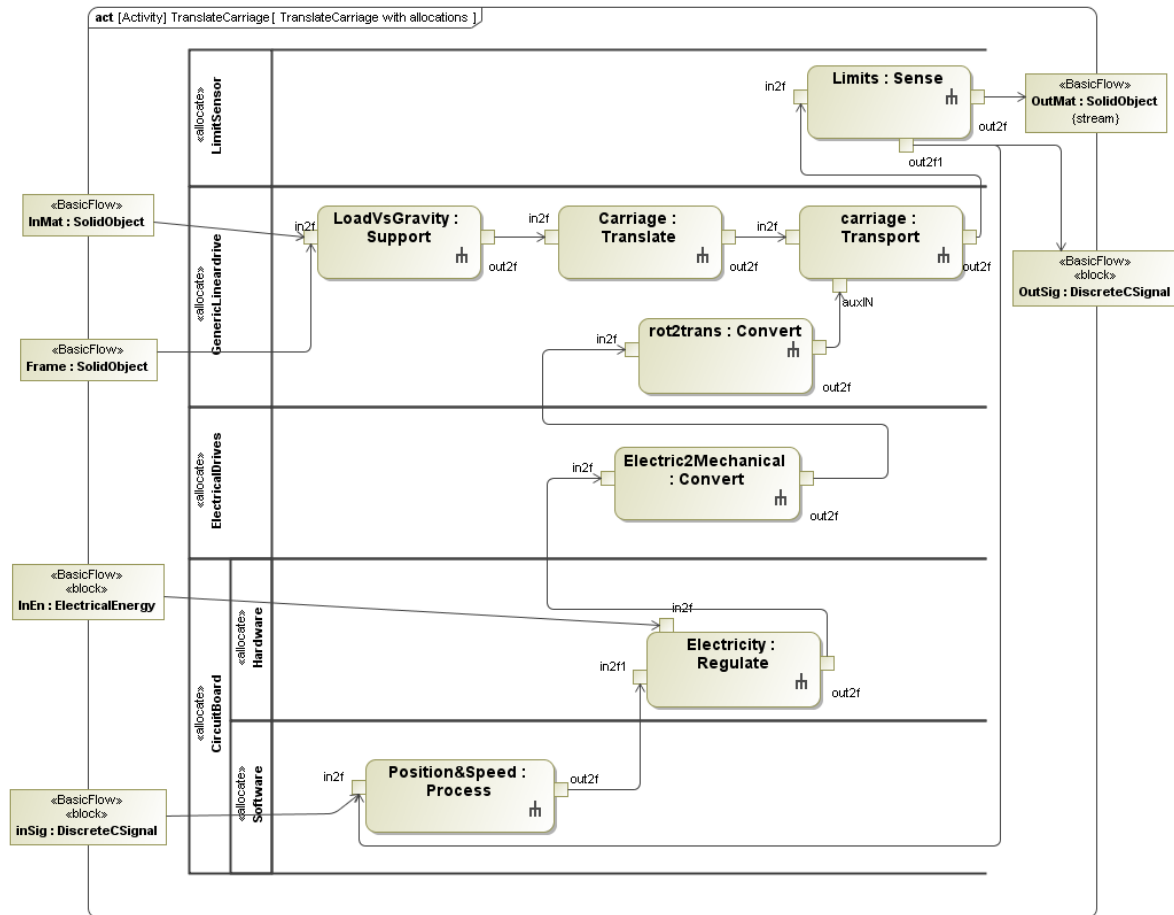 act [Activity] TranslateCarriage [ TranslateCarriage with allocations ]
«allocate»
LimitSensor
in2f
Limits : Sense
out2f
out2f1
«BasicFlow»
OutMat : SolidObject
{stream}
«BasicFlow»
InMat : SolidObject
«BasicFlow»
Frame : SolidObject
«allocate»
GenericLineardrive
in2f
LoadVsGravity :
Support
out2f
in2f
Carriage :
Translate
out2f
in2f
carriage :
Transport
out2f
auxIN
«BasicFlow»
«block»
OutSig : DiscreteCSignal
in2f
rot2trans : Convert
out2f
«allocate»
ElectricalDrives
in2f
Electric2Mechanical
: Convert
out2f
«BasicFlow»
«block»
InEn : ElectricalEnergy
«allocate»
CircuitBoard
«allocate»
Hardware
in2f
in2f1
Electricity :
Regulate
out2f
«allocate»
Software
in2f
Position&Speed :
Process
out2f
«BasicFlow»
«block»
inSig : DiscreteCSignal